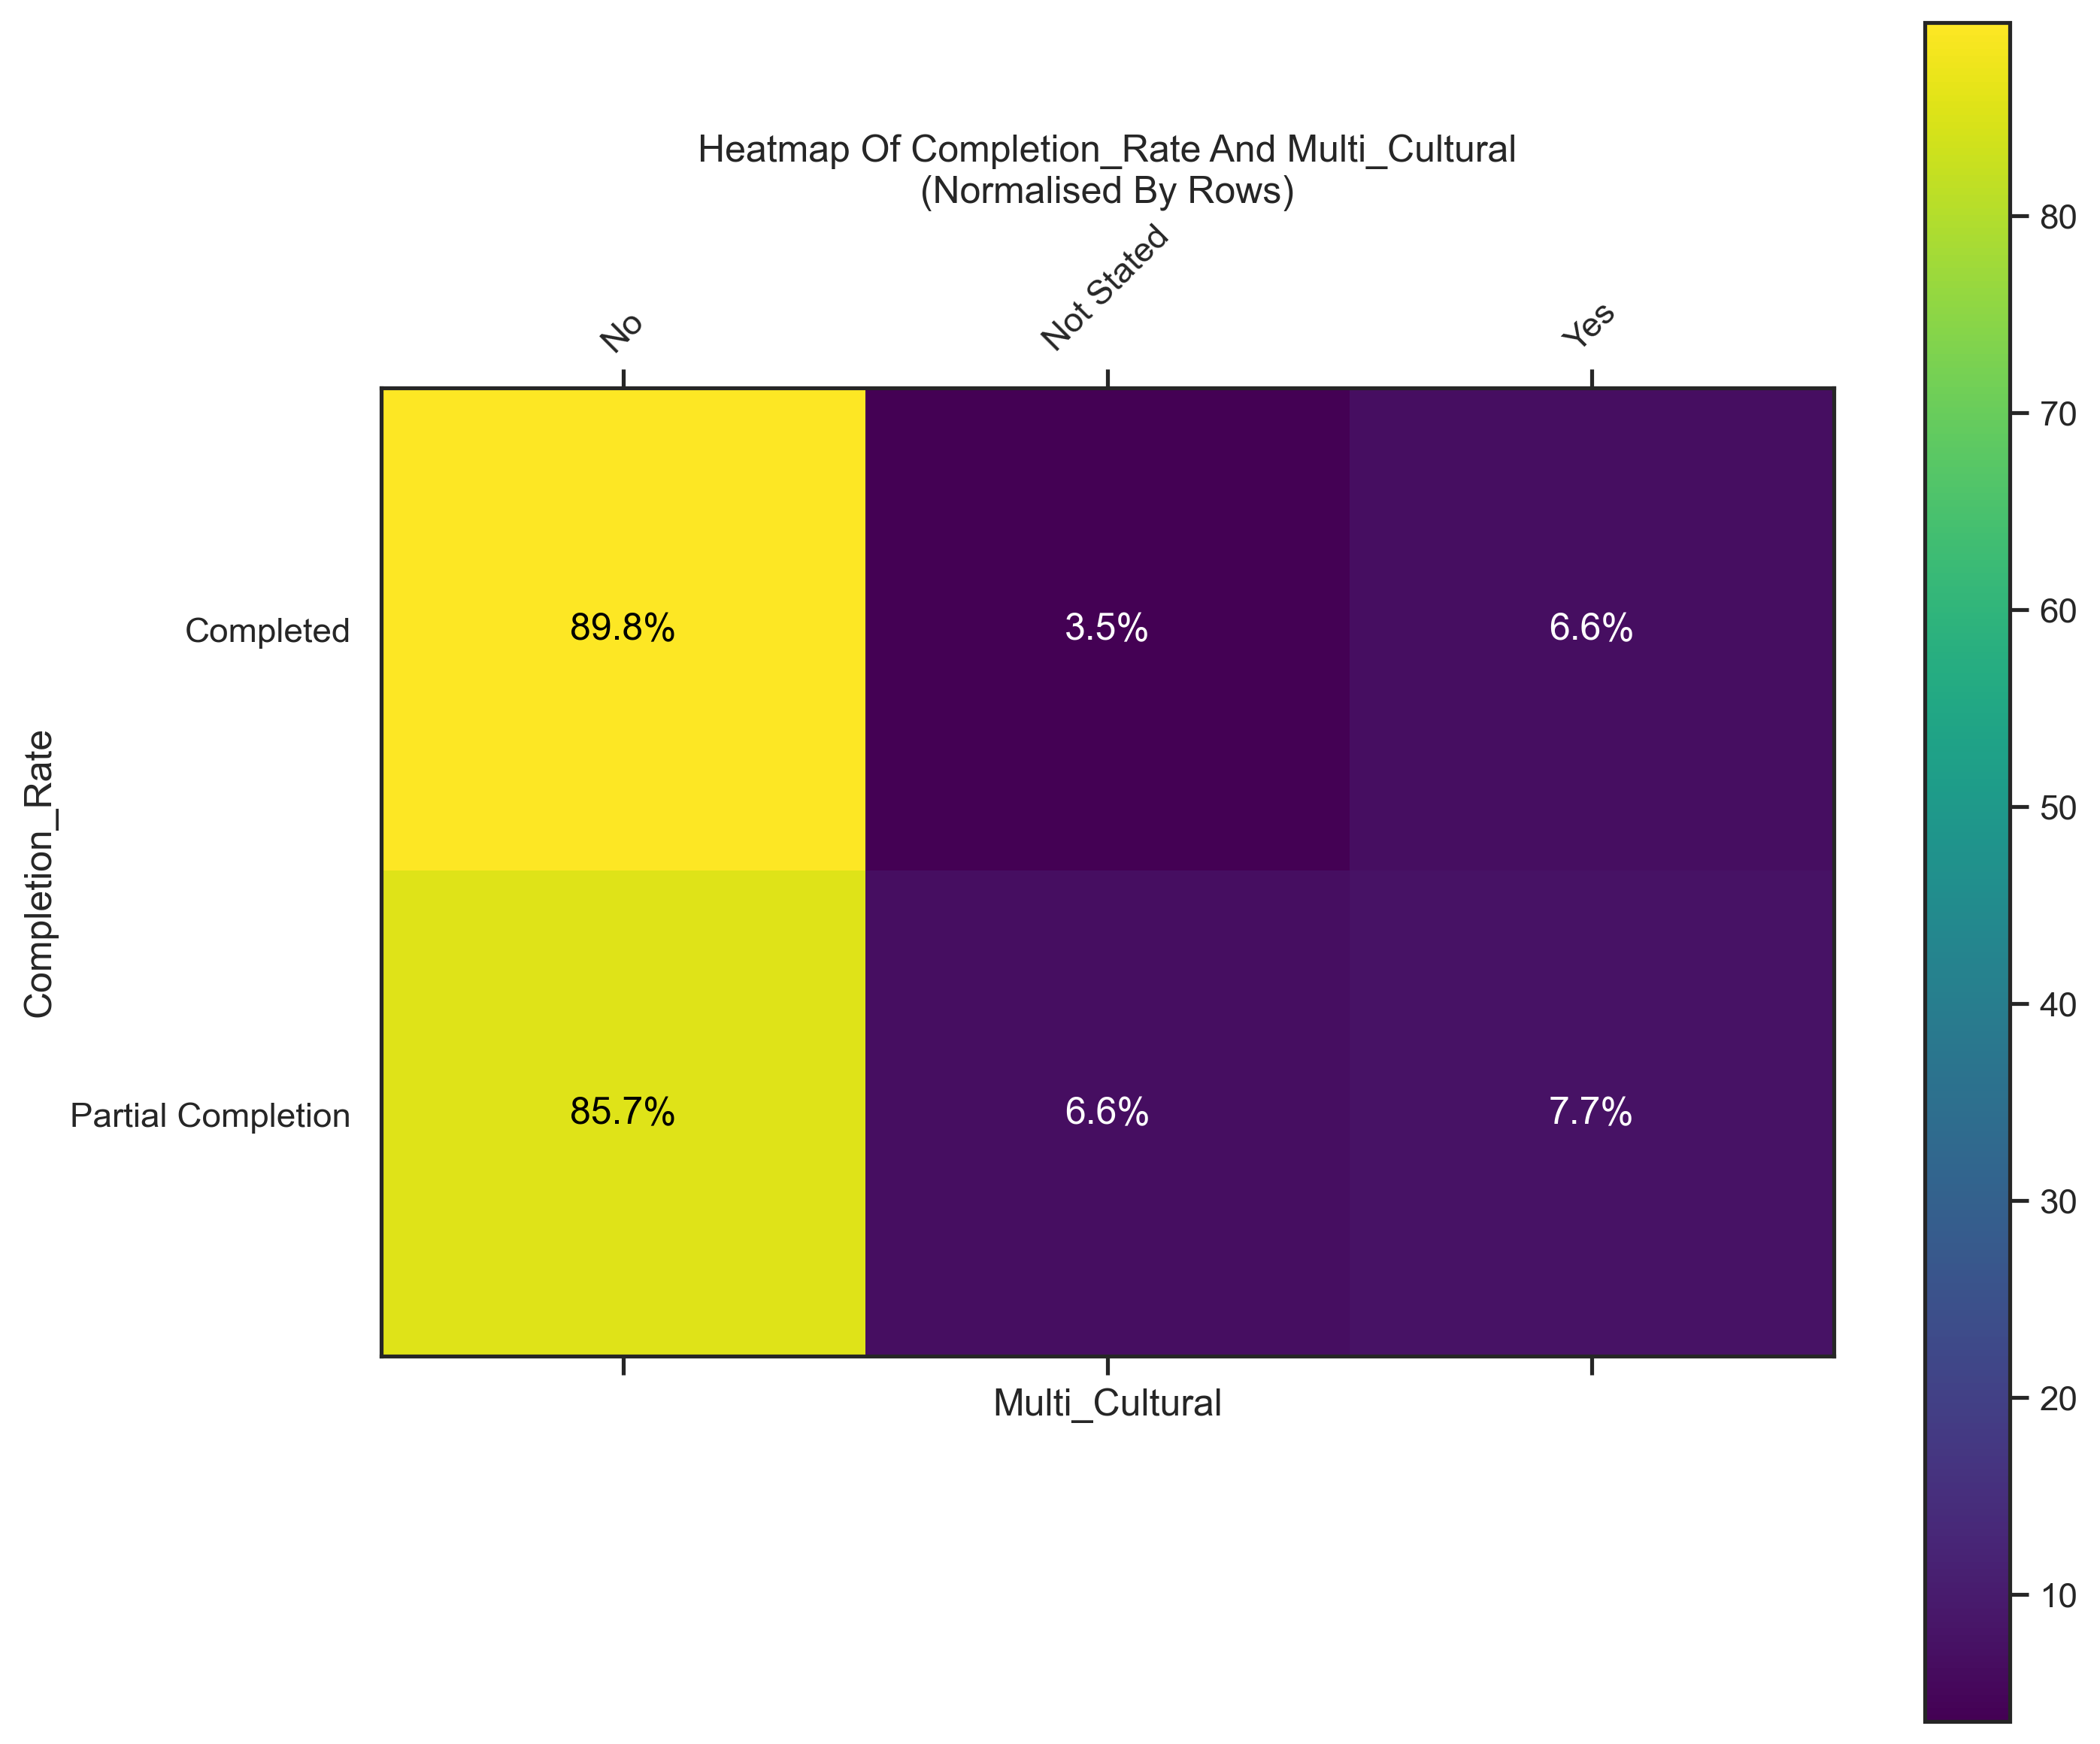 Heatmap Of Completion_Rate And Multi_Cultural
(Normalised By Rows)
No
Not Stated
Yes
Completion_Rate
Completed
89.8%
3.5%
6.6%
Partial Completion
85.7%
6.6%
7.7%
Multi_Cultural
80
70
60
50
40
30
20
10